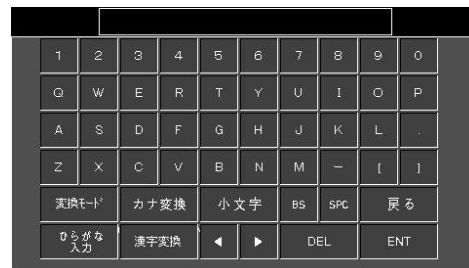 1 2 3 4 5 6 7 8 9 0
Q W E R T Y U I O P
A S D F G H J K L .
Z X C V B N M － [ ]
変換ﾓｰﾄﾞ カナ変換 小文字 BS SPC 戻る
ひらがな
入力 漢字変換 ◀ ▶ DEL ENT